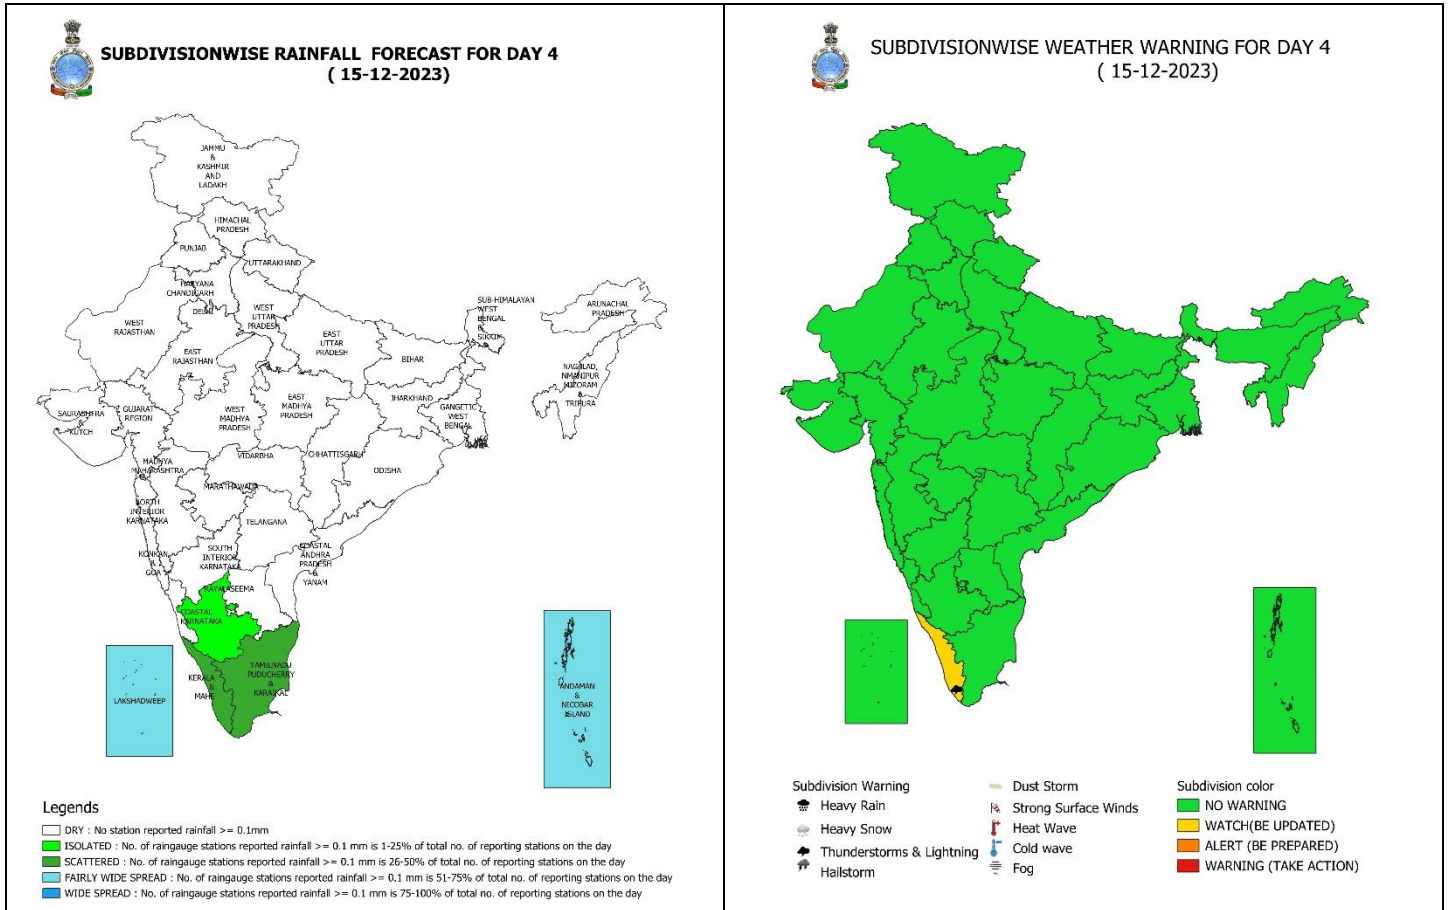 SUBDIVISIONWISE RAINFALL FORECAST FOR DAY 4
( 15-12-2023)
JAMMU
&
KASHMIR
AND
LADAKH
HIMACHAL
PRADESH
PUNJAB
UTTARAKHAND
HARYANA
CHANDIGARH
&
DELHI
WEST
RAJASTHAN
WEST
UTTAR
PRADESH
EAST
UTTAR
PRADESH
SUB-HIMALAYAN
WEST
BENGAL
&
SIKKIM
ARUNACHAL
PRADESH
EAST
RAJASTHAN
BIHAR
NAGALAD,
NMANIPUR
MIZORAM
&
TRIPURA
SAURASHTRA
&
KUTCH
GUJARAT
REGION
WEST
MADHYA
PRADESH
EAST
MADHYA
PRADESH
JHARKHAND
GANGETIC
WEST
BENGAL
MADHYA
MAHARASHTRA
VIDARBHA
CHHATTISGARH
ODISHA
MARATHAWADA
NORTH
INTERIOR
KARNATAKA
TELANGANA
KONKAN
&
GOA
SOUTH
INTERIOR
KARNATAKA
COASTAL
ANDHRA
PRADESH
&
YANAM
RAYALASEEMA
COASTAL
KARNATAKA
KERALA
&
MAHE
TAMILNADU
PUDUCHERRY
&
KARAIKAL
LAKSHADWEEP
ANDAMAN
&
NICOBAR
ISLAND
Legends
DRY : No station reported rainfall >= 0.1mm
ISOLATED : No. of raingauge stations reported rainfall >= 0.1 mm is 1-25% of total no. of reporting stations on the day
SCATTERED : No. of raingauge stations reported rainfall >= 0.1 mm is 26-50% of total no. of reporting stations on the day
FAIRLY WIDE SPREAD : No. of raingauge stations reported rainfall >= 0.1 mm is 51-75% of total no. of reporting stations on the day
WIDE SPREAD : No. of raingauge stations reported rainfall >= 0.1 mm is 75-100% of total no. of reporting stations on the day
SUBDIVISIONWISE WEATHER WARNING FOR DAY 4
( 15-12-2023)
Subdivision Warning
Heavy Rain
Heavy Snow
Thunderstorms & Lightning
Hailstorm
Dust Storm
Strong Surface Winds
Heat Wave
Cold wave
Fog
Subdivision color
NO WARNING
WATCH(BE UPDATED)
ALERT (BE PREPARED)
WARNING (TAKE ACTION)